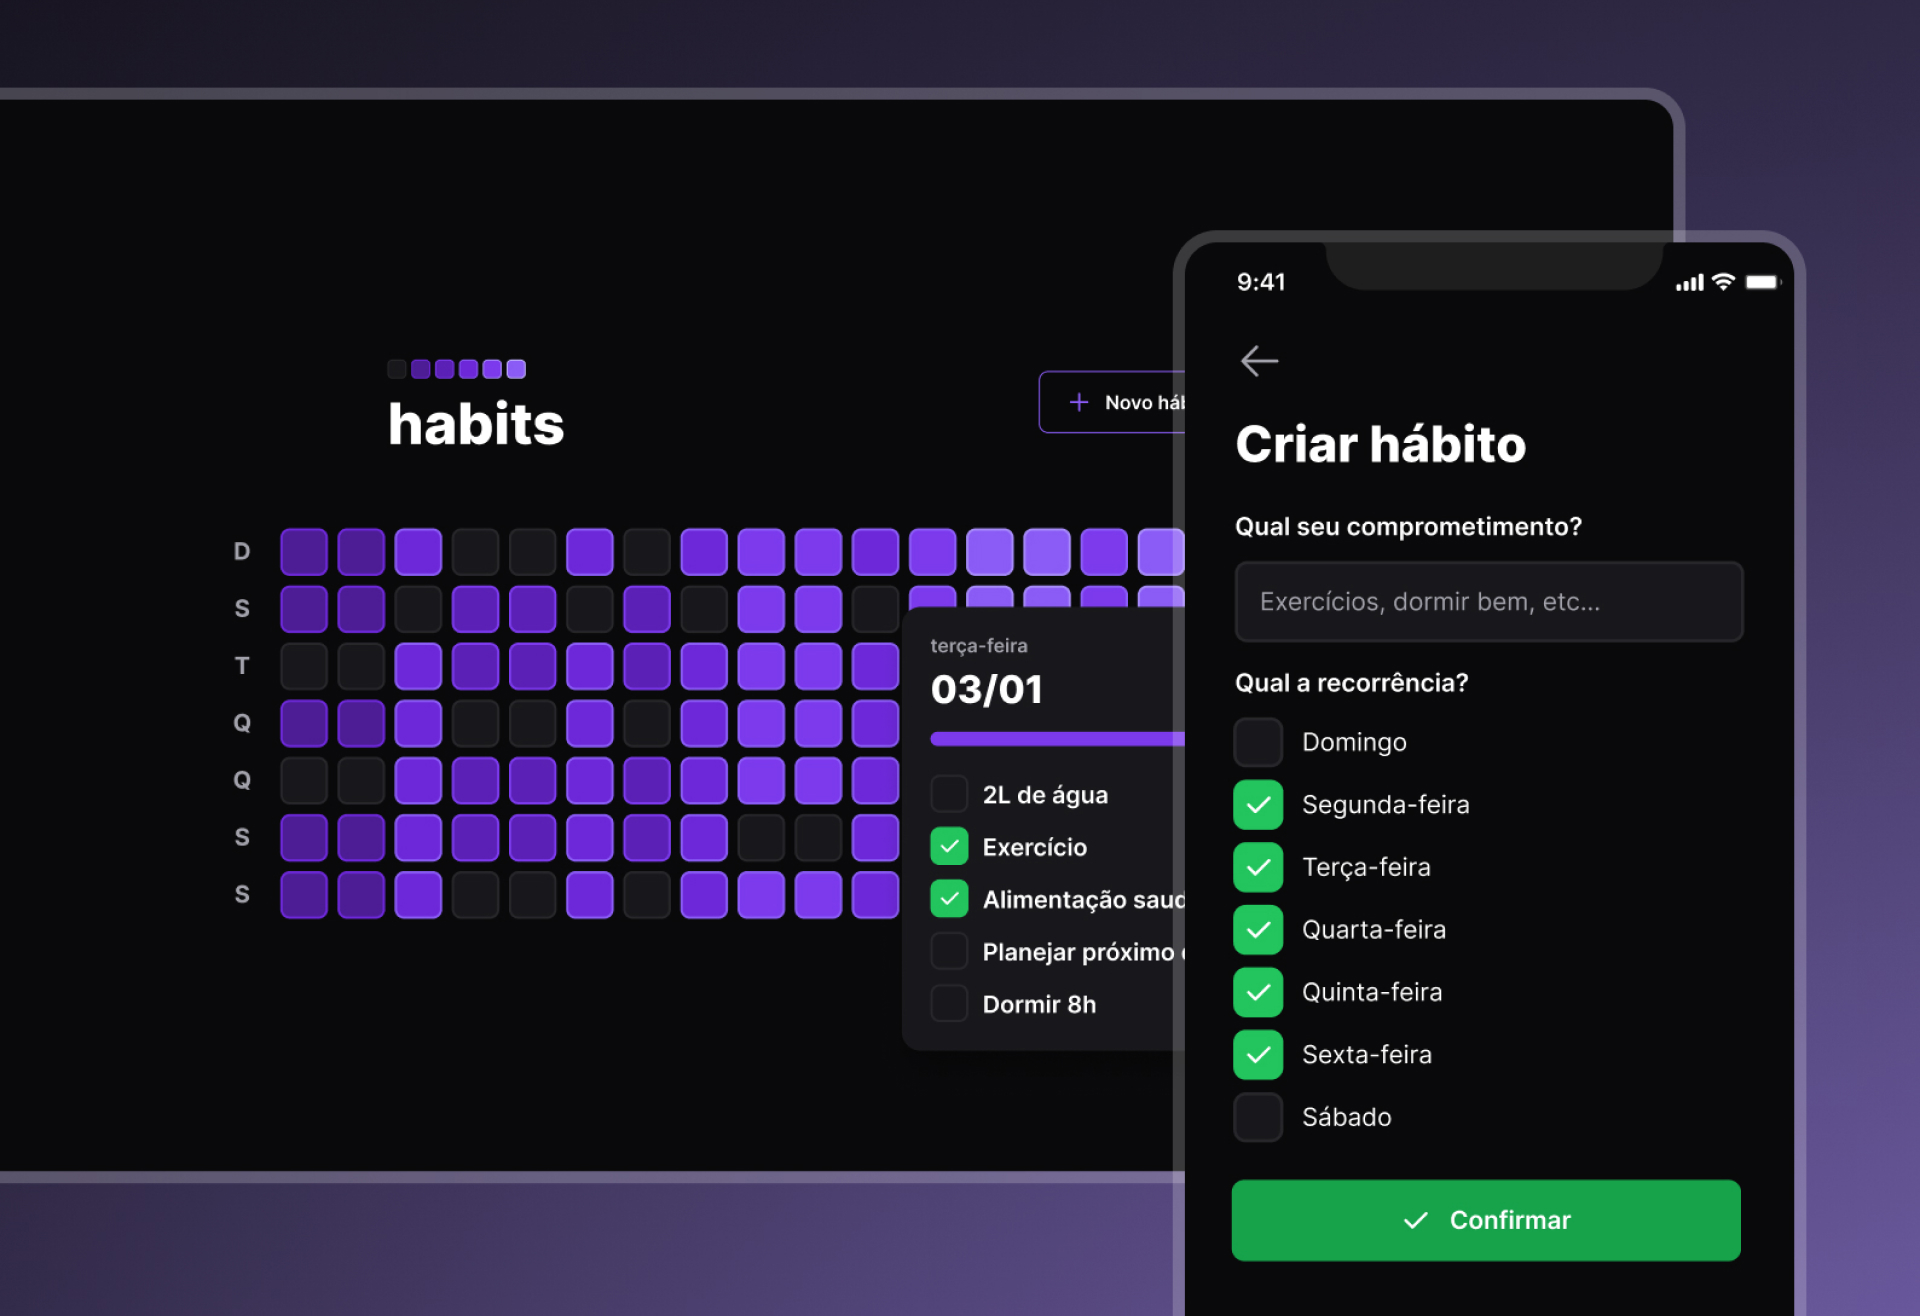 habits
Novo
D
S
T
Q
Q
S
S
terça-feira
03/01
2L de água
Exercício
Alimentação
Planejar próximo
Dormir 8h
9:41
Criar hábito
Qual seu comprometimento?
Exercícios, dormir bem, etc...
Qual a recorrência?
Domingo
Segunda-feira
Terça-feira
Quarta-feira
Quinta-feira
Sexta-feira
Sábado
Confirmar